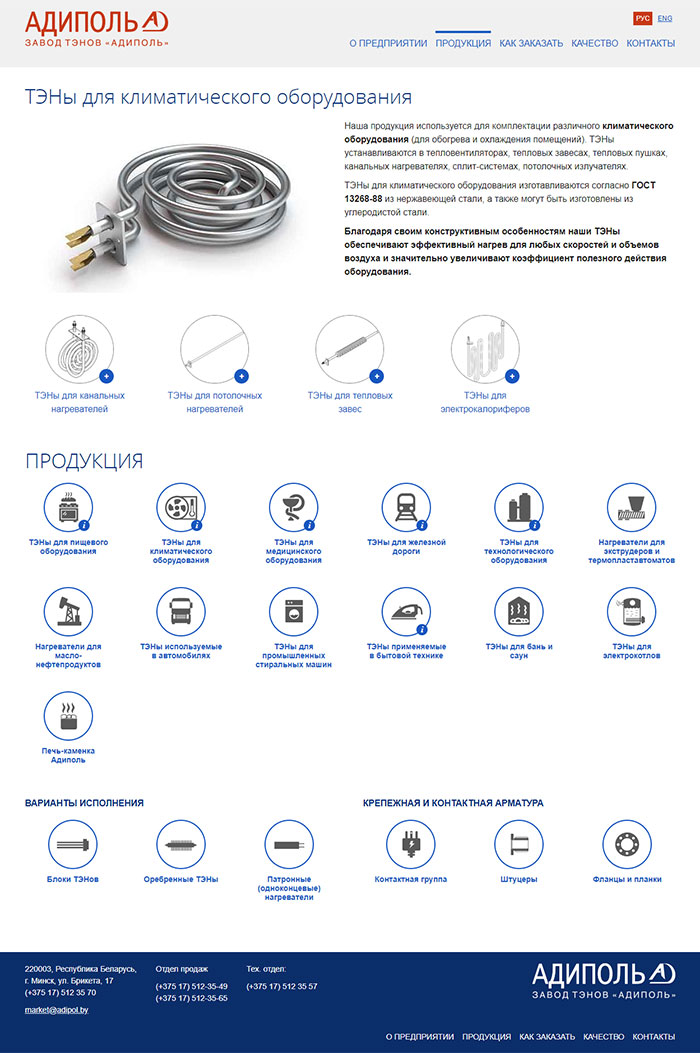 АДИПОЛЬ
ЗАВОД ТЭНОВ «АДИПОЛЬ»
РУС ENG
О ПРЕДПРИЯТИИ ПРОДУКЦИЯ КАК ЗАКАЗАТЬ КАЧЕСТВО КОНТАКТЫ
ТЭНы для климатического оборудования
Наша продукция используется для комплектации различного климатического
оборудования (для обогрева и охлаждения помещений). ТЭНы
устанавливаются в тепловентиляторах, тепловых завесах, тепловых пушках,
канальных нагревателях, сплит-системах, потолочных излучателях.
ТЭНы для климатического оборудования изготавливаются согласно ГОСТ
13268-88 из нержавеющей стали, а также могут быть изготовлены из
углеродистой стали.
Благодаря своим конструктивным особенностям наши ТЭНы
обеспечивают эффективный нагрев для любых скоростей и объемов
воздуха и значительно увеличивают коэффициент полезного действия
оборудования.
ТЭНы для канальных
нагревателей
ТЭНы для потолочных
нагревателей
ТЭНы для тепловых
завес
ТЭНы для
электрокалориферов
ПРОДУКЦИЯ
ТЭНы для пищевого
оборудования
ТЭНы для
климатического
оборудования
ТЭНы для
медицинского
оборудования
ТЭНы для железной
дороги
ТЭНы для
технологического
оборудования
Нагреватели для
экструдеров и
термопластавтоматов
Нагреватели для
масло-
нефтепродуктов
ТЭНы используемые
в автомобилях
ТЭНы для
промышленных
стиральных машин
ТЭНы применяемые
в бытовой технике
ТЭНы для бань и
саун
ТЭНы для
электрокотлов
Печь-каменка
Адиполь
ВАРИАНТЫ ИСПОЛНЕНИЯ
Блоки ТЭНов
Оребренные ТЭНы
Патронные
(одноконцевые)
нагреватели
КРЕПЕЖНАЯ И КОНТАКТНАЯ АРМАТУРА
Контактная группа
Штуцеры
Фланцы и планки
220003, Республика Беларусь,
г. Минск, ул. Брикета, 17
(+375 17) 512 35 70
market@adipol.by
Отдел продаж
(+375 17) 512-35-49
(+375 17) 512-35-65
Тех. отдел:
(+375 17) 512 35 57
АДИПОЛЬ
ЗАВОД ТЭНОВ «АДИПОЛЬ»
О ПРЕДПРИЯТИИ ПРОДУКЦИЯ КАК ЗАКАЗАТЬ КАЧЕСТВО КОНТАКТЫ